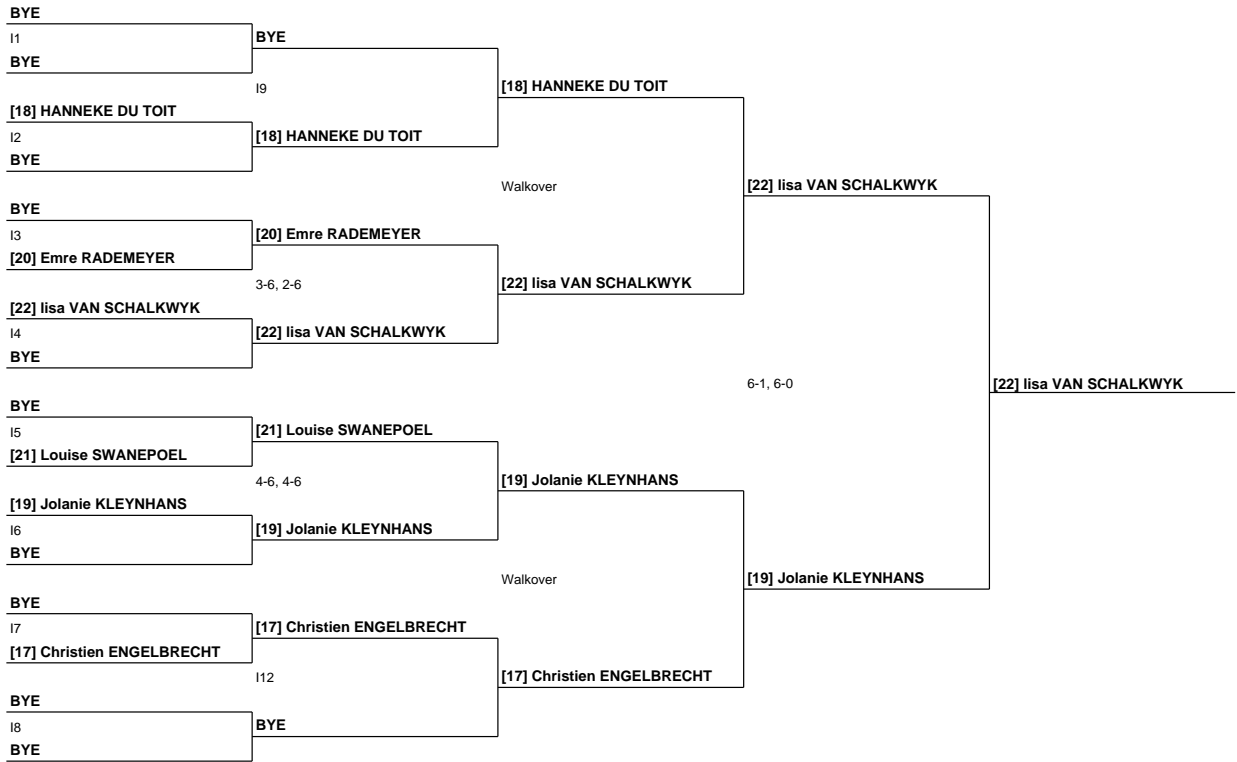 BYE
I1
BYE
BYE
I9
[18] HANNEKE DU TOIT
[18] HANNEKE DU TOIT
I2
[18] HANNEKE DU TOIT
BYE
Walkover
[22] lisa VAN SCHALKWYK
BYE
I3
[20] Emre RADEMEYER
[20] Emre RADEMEYER
3-6, 2-6
[22] lisa VAN SCHALKWYK
[22] lisa VAN SCHALKWYK
I4
[22] lisa VAN SCHALKWYK
BYE
6-1, 6-0
[22] lisa VAN SCHALKWYK
BYE
I5
[21] Louise SWANEPOEL
[21] Louise SWANEPOEL
4-6, 4-6
[19] Jolanie KLEYNHANS
[19] Jolanie KLEYNHANS
I6
[19] Jolanie KLEYNHANS
BYE
Walkover
[19] Jolanie KLEYNHANS
BYE
I7
[17] Christien ENGELBRECHT
[17] Christien ENGELBRECHT
I12
[17] Christien ENGELBRECHT
BYE
I8
BYE
BYE